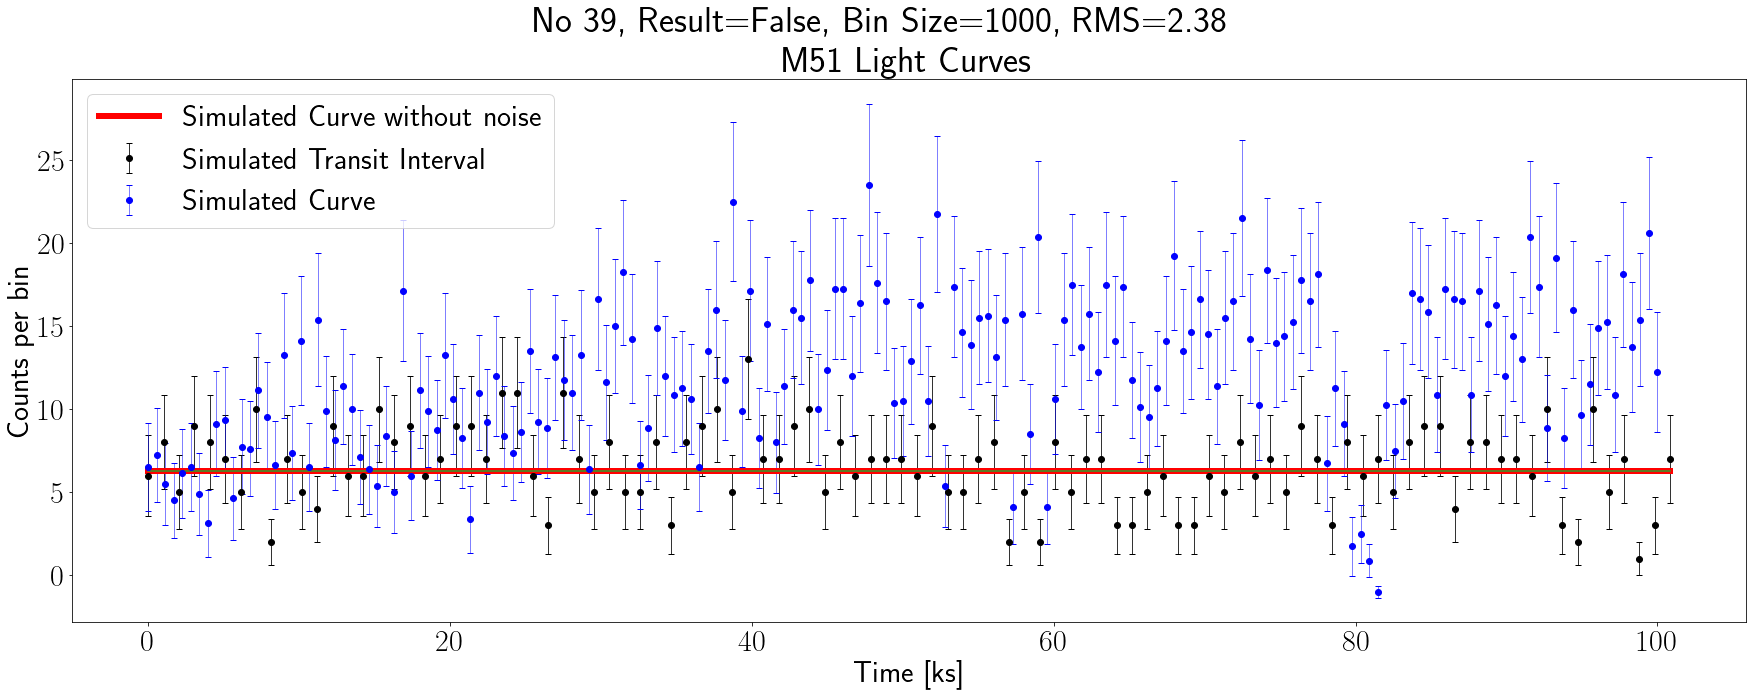 No 39, Result=False, Bin Size=1000, RMS=2.38
M51 Light Curves
Simulated Curve without noise
Simulated Transit Interval
Simulated Curve
Counts per bin
25
20
15
10
5
0
0 20 40 60 80 100
Time [ks]